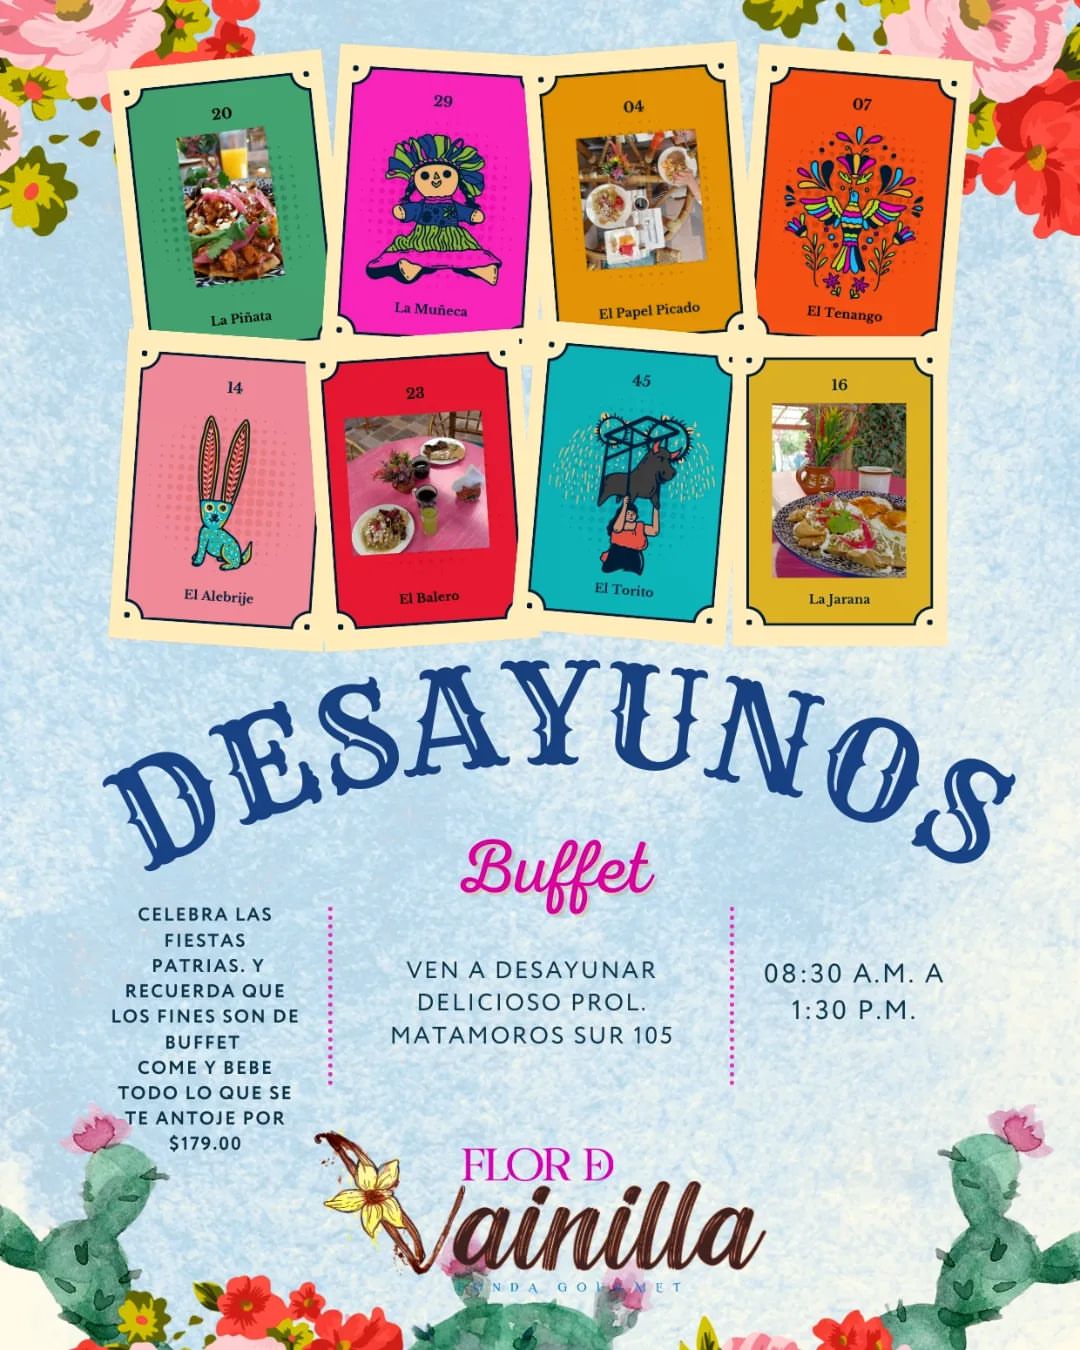 20
29
04
07
La Piñata
La Muñeca
El Papel Picado
El Tenango
14
23
45
16
El Alebrije
El Balero
El Torito
La Jarana
DESAYUNOS
Buffet
CELEBRA LAS
FIESTAS
PATRIAS. Y
RECUERDA QUE
LOS FINES SON DE
BUFFET
COME Y BEBE
TODO LO QUE SE
TE ANTOJE POR
$179.00
VEN A DESAYUNAR
DELICIOSO PROL.
MATAMOROS SUR 105
08:30 A.M. A
1:30 P.M.
FLOR DE
Vainilla
FONDA GOURMET